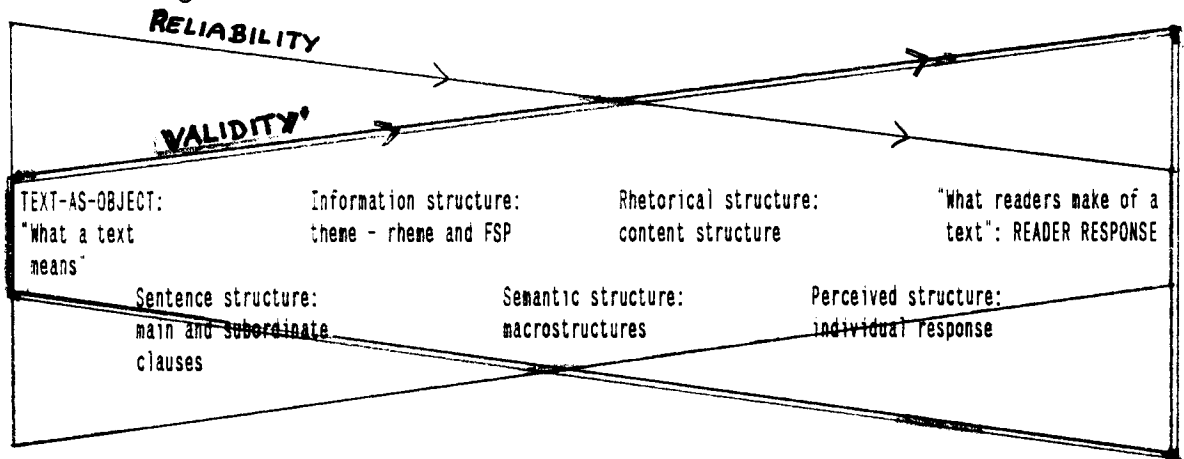 RELIABILITY
VALIDITY
TEXT-AS-OBJECT:
"What a text
means"
Information structure:
theme - rheme and FSP
Rhetorical structure:
content structure
"What readers make of a
text": READER RESPONSE
Sentence structure:
main and subordinate
clauses
Semantic structure:
macrostructures
Perceived structure:
individual response